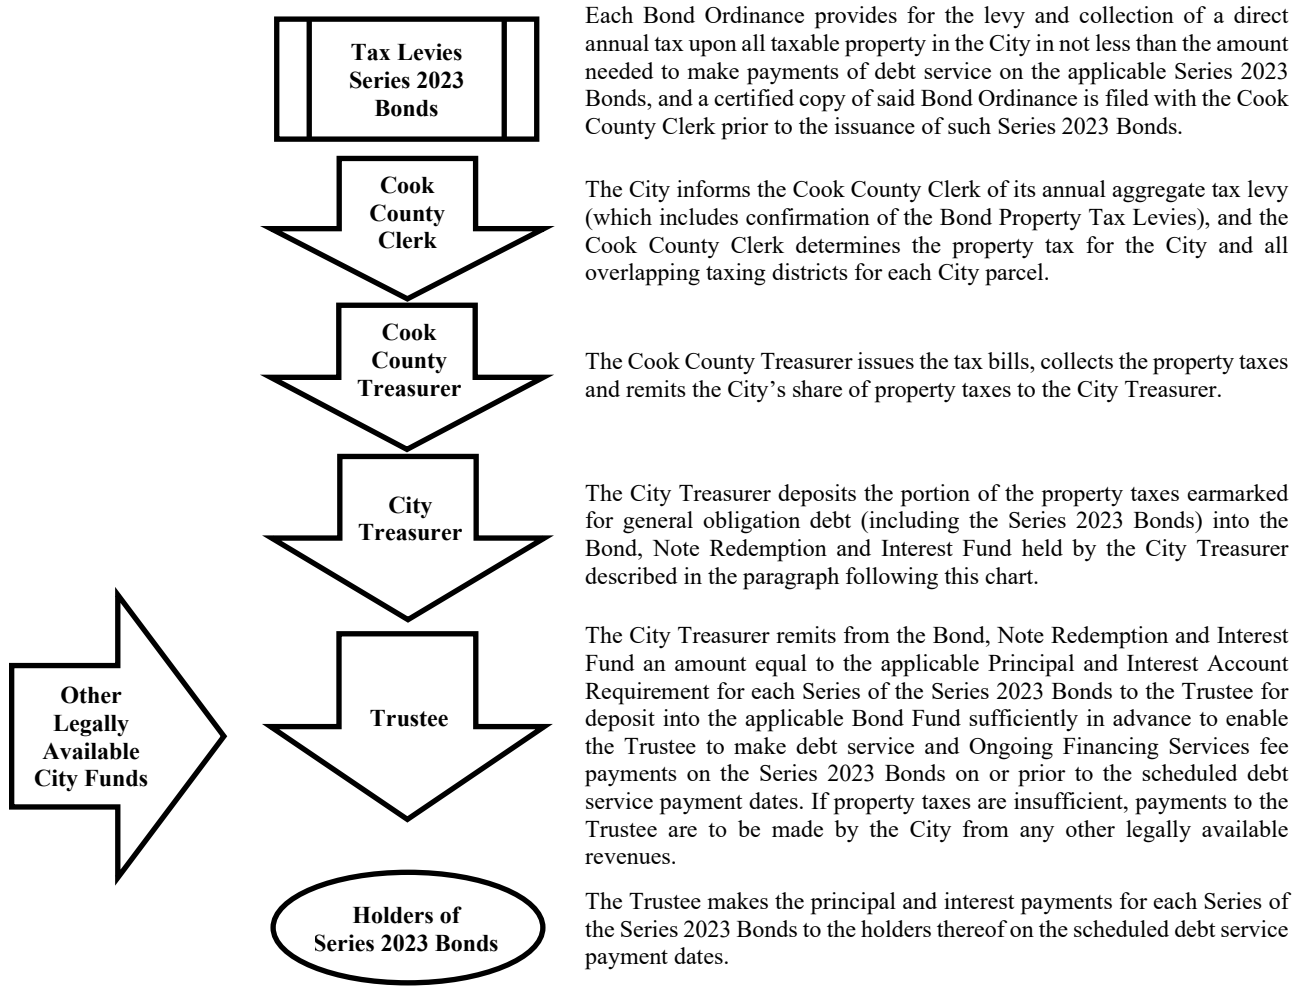 Tax Levies
Series 2023
Bonds
Each Bond Ordinance provides for the levy and collection of a direct
annual tax upon all taxable property in the City in not less than the amount
needed to make payments of debt service on the applicable Series 2023
Bonds, and a certified copy of said Bond Ordinance is filed with the Cook
County Clerk prior to the issuance of such Series 2023 Bonds.
Cook
County
Clerk
The City informs the Cook County Clerk of its annual aggregate tax levy
(which includes confirmation of the Bond Property Tax Levies), and the
Cook County Clerk determines the property tax for the City and all
overlapping taxing districts for each City parcel.
Cook
County
Treasurer
The Cook County Treasurer issues the tax bills, collects the property taxes
and remits the City’s share of property taxes to the City Treasurer.
City
Treasurer
The City Treasurer deposits the portion of the property taxes earmarked
for general obligation debt (including the Series 2023 Bonds) into the
Bond, Note Redemption and Interest Fund held by the City Treasurer
described in the paragraph following this chart.
Other
Legally
Available
City Funds
Trustee
The City Treasurer remits from the Bond, Note Redemption and Interest
Fund an amount equal to the applicable Principal and Interest Account
Requirement for each Series of the Series 2023 Bonds to the Trustee for
deposit into the applicable Bond Fund sufficiently in advance to enable
the Trustee to make debt service and Ongoing Financing Services fee
payments on the Series 2023 Bonds on or prior to the scheduled debt
service payment dates. If property taxes are insufficient, payments to the
Trustee are to be made by the City from any other legally available
revenues.
Holders of
Series 2023 Bonds
The Trustee makes the principal and interest payments for each Series of
the Series 2023 Bonds to the holders thereof on the scheduled debt service
payment dates.